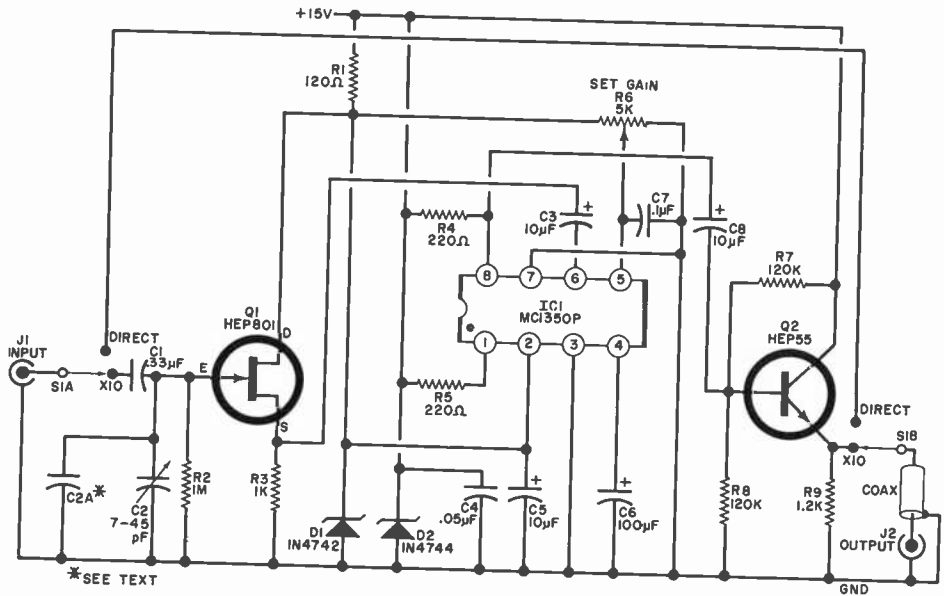 +15V
R1
120Ω
SET GAIN
R6
5K
C3
10µF
+
C7
.1µF
+
C8
10µF
R4
220Ω
R7
120K
8
7
6
5
IC1
MC1350P
1
2
3
4
Q1
HEP801
D
E
S
Q2
HEP55
J1
INPUT
DIRECT
C1
.33µF
S1A
X10
R5
220Ω
DIRECT
S1B
X10
COAX
C2A*
C2
7-45
pF
R2
1M
R3
1K
D1
1N4742
D2
1N4744
C4
.05µF
+
C5
10µF
+
C6
100µF
R8
120K
R9
1.2K
J2
OUTPUT
*SEE TEXT
GND